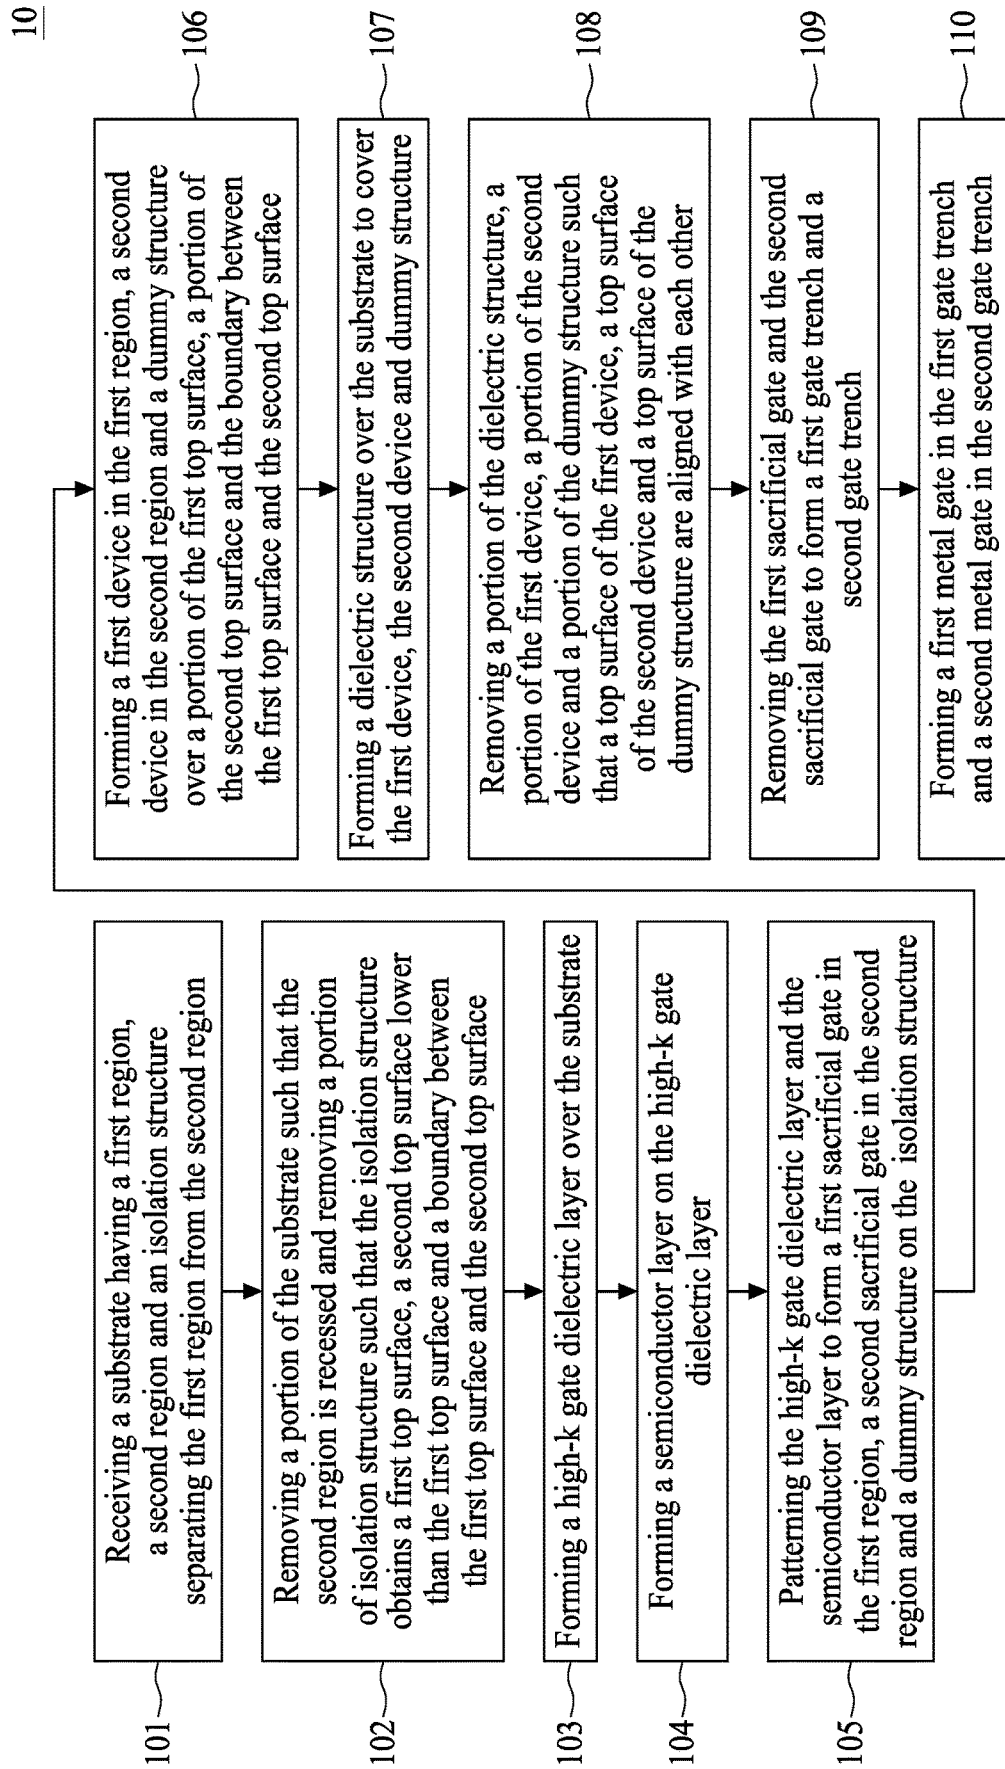 10
101
Receiving a substrate having a first region,
a second region and an isolation structure
separating the first region from the second region
102
Removing a portion of the substrate such that the
second region is recessed and removing a portion
of isolation structure such that the isolation structure
obtains a first top surface, a second top surface lower
than the first top surface and a boundary between
the first top surface and the second top surface
103
Forming a high-k gate dielectric layer over the substrate
104
Forming a semiconductor layer on the high-k gate
dielectric layer
105
Patterning the high-k gate dielectric layer and the
semiconductor layer to form a first sacrificial gate in
the first region, a second sacrificial gate in the second
region and a dummy structure on the isolation structure
106
Forming a first device in the first region, a second
device in the second region and a dummy structure
over a portion of the first top surface, a portion of
the second top surface and the boundary between
the first top surface and the second top surface
107
Forming a dielectric structure over the substrate to cover
the first device, the second device and dummy structure
108
Removing a portion of the dielectric structure, a
portion of the first device, a portion of the second
device and a portion of the dummy structure such
that a top surface of the first device, a top surface
of the second device and a top surface of the
dummy structure are aligned with each other
109
Removing the first sacrificial gate and the second
sacrificial gate to form a first gate trench and a
second gate trench
110
Forming a first metal gate in the first gate trench
and a second metal gate in the second gate trench